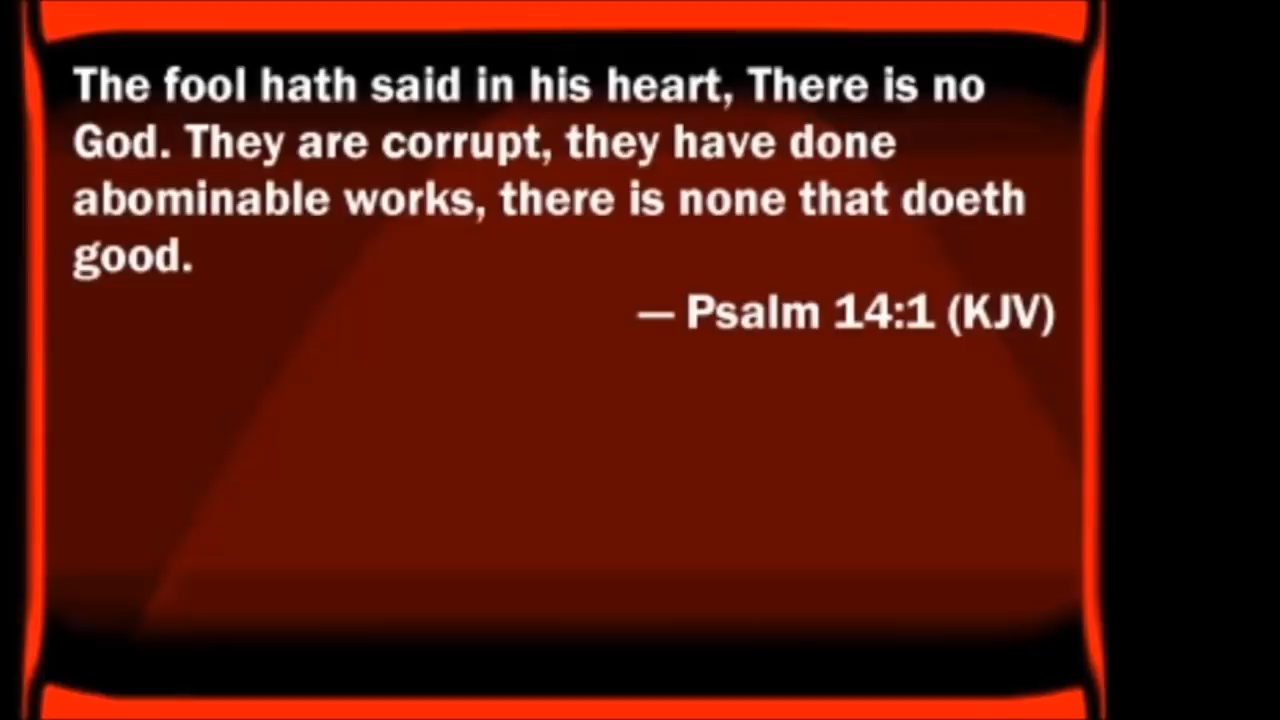 The fool hath said in his heart, There is no
God. They are corrupt, they have done
abominable works, there is none that doeth
good.
— Psalm 14:1 (KJV)